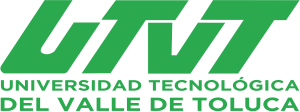 UTVT
UNIVERSIDAD TECNOLÓGICA
DEL VALLE DE TOLUCA